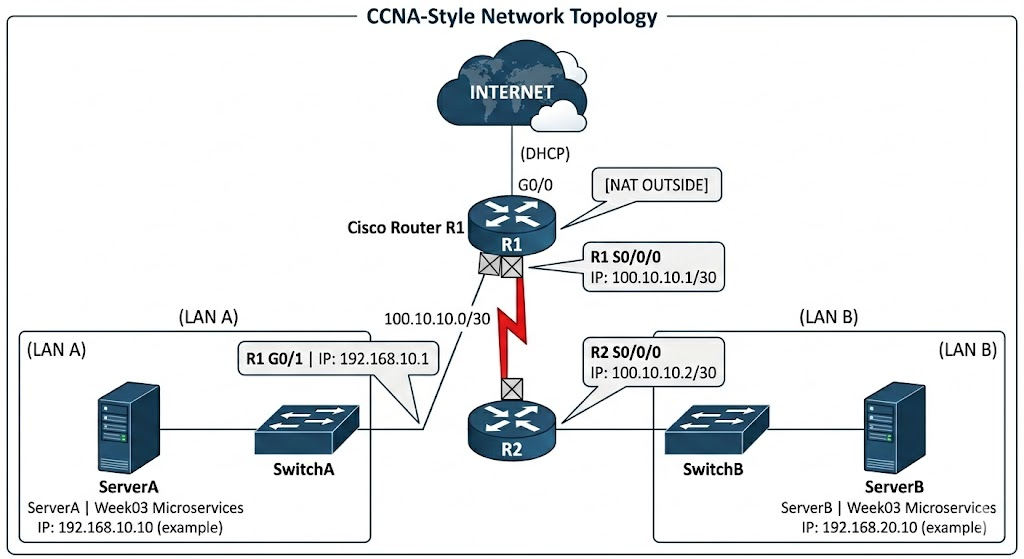 CCNA-Style Network Topology
INTERNET
(DHCP)
G0/0
[NAT OUTSIDE]
Cisco Router R1
R1
R1 S0/0/0
IP: 100.10.10.1/30
(LAN A)
100.10.10.0/30
(LAN B)
(LAN A)
R1 G0/1 | IP: 192.168.10.1
R2 S0/0/0
IP: 100.10.10.2/30
(LAN B)
R2
SwitchA
SwitchB
ServerA
ServerA | Week03 Microservices
IP: 192.168.10.10 (example)
ServerB
ServerB | Week03 Microservices
IP: 192.168.20.10 (example)